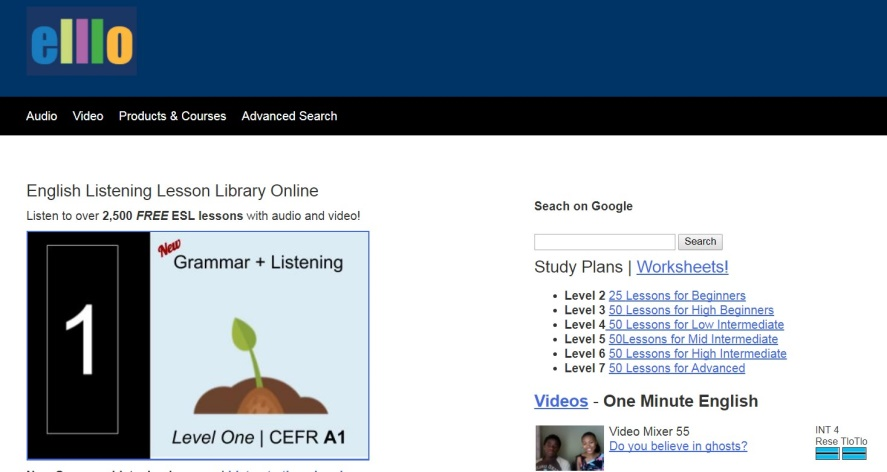 elllo
Audio Video Products & Courses Advanced Search
English Listening Lesson Library Online
Listen to over 2,500 FREE ESL lessons with audio and video!
1
New
Grammar + Listening
Level One | CEFR A1
Seach on Google
Search
Study Plans | Worksheets!
Level 2 25 Lessons for Beginners
Level 3 50 Lessons for High Beginners
Level 4 50 Lessons for Low Intermediate
Level 5 50Lessons for Mid Intermediate
Level 6 50 Lessons for High Intermediate
Level 7 50 Lessons for Advanced
Videos - One Minute English
Video Mixer 55
Do you believe in ghosts?
INT 4
Rese TloTlo